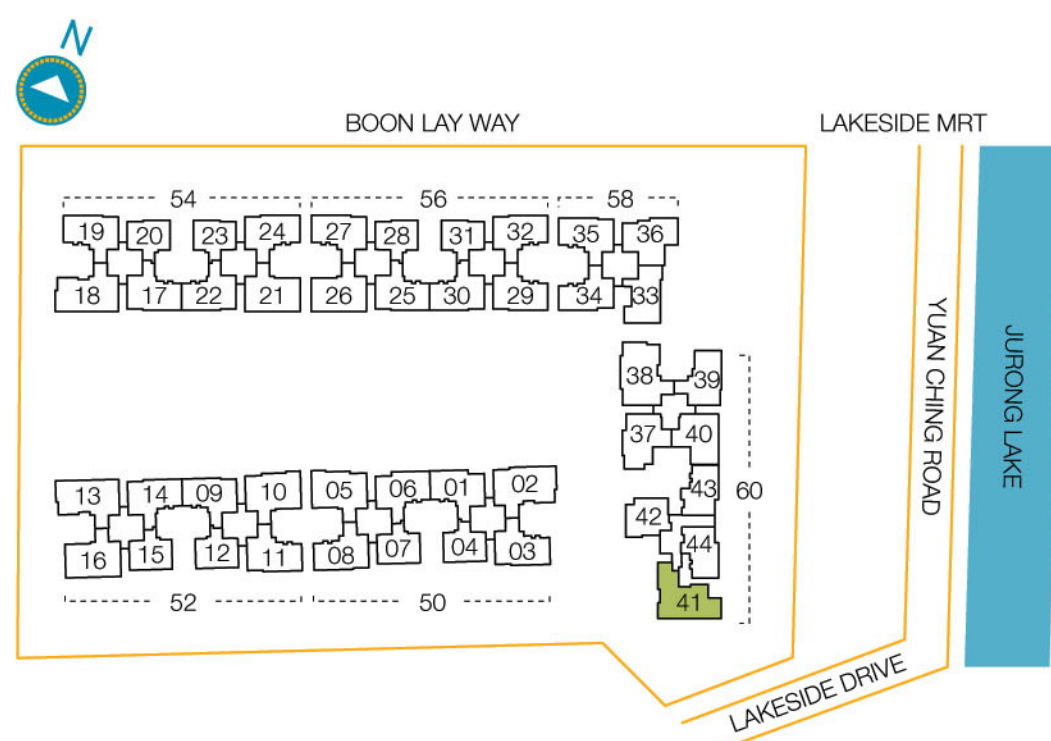 N
BOON LAY WAY
LAKESIDE MRT
54
56
58
19 20 23 24 27 28 31 32 35 36
18 17 22 21 26 25 30 29 34 33
38 39
37 40
43
60
42
44
41
13 14 09 10 05 06 01 02
16 15 12 11 08 07 04 03
52
50
YUAN CHING ROAD
JURONG LAKE
LAKESIDE DRIVE